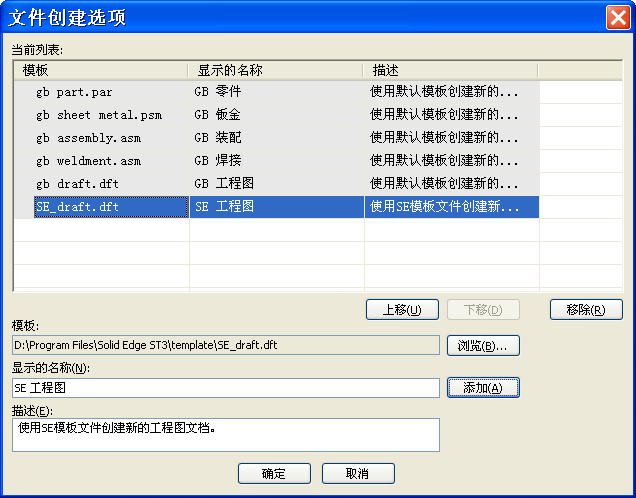 文件创建选项
当前列表:
模板 显示的名称 描述
gb part.par GB 零件 使用默认模板创建新的...
gb sheet metal.psm GB 钣金 使用默认模板创建新的...
gb assembly.asm GB 装配 使用默认模板创建新的...
gb weldment.asm GB 焊接 使用默认模板创建新的...
gb draft.dft GB 工程图 使用默认模板创建新的...
SE_draft.dft SE 工程图 使用SE模板文件创建新...
上移(U) 下移(D) 移除(R)
模板:
D:\Program Files\Solid Edge ST3\template\SE_draft.dft 浏览(B)...
显示的名称(N):
SE 工程图 添加(A)
描述(E):
使用SE模板文件创建新的工程图文档。
确定 取消